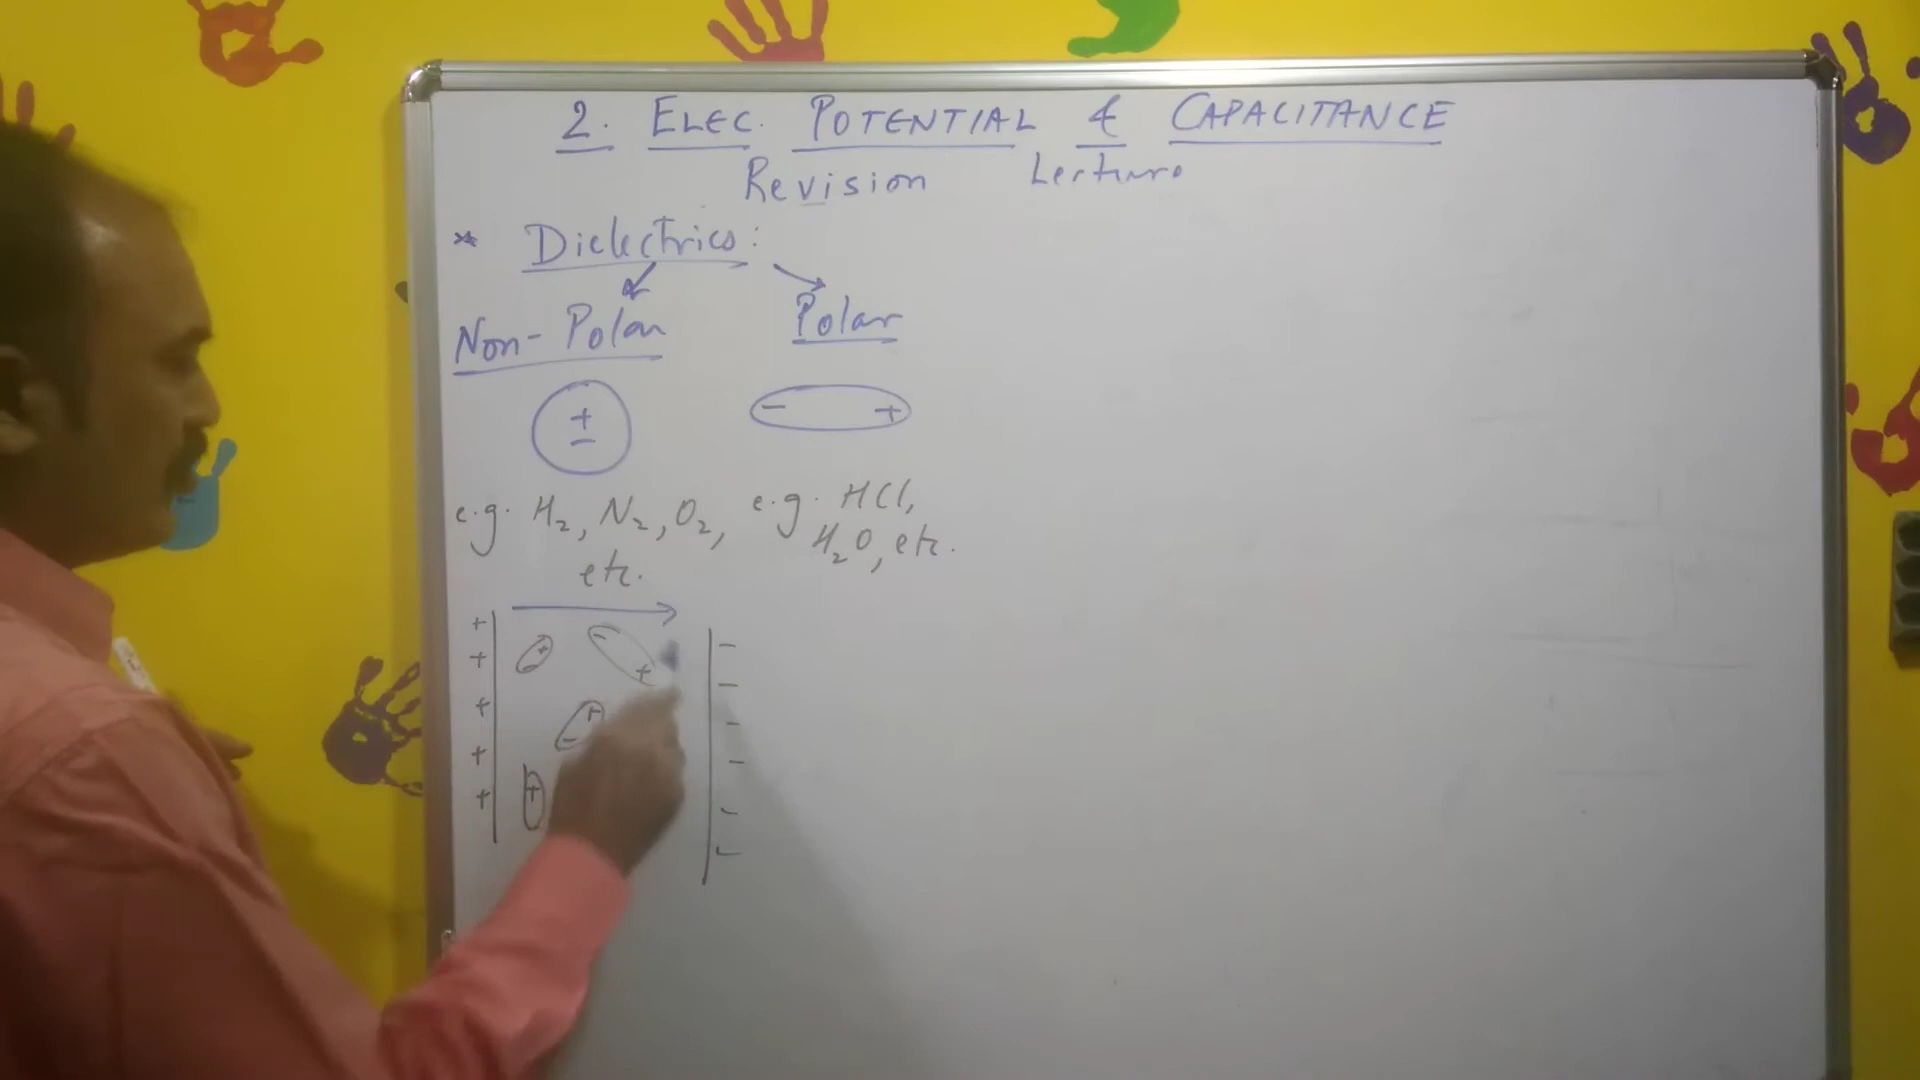 2. ELEC. POTENTIAL & CAPACITANCE
Revision Lecture
* Dielectrics:
Non-Polar Polar
+ - +
-
e.g. H₂, N₂, O₂, etc.
e.g. HCl, H₂O, etc.
+ + - + -
+ - + -
+ - -
+ + -
+ -
-